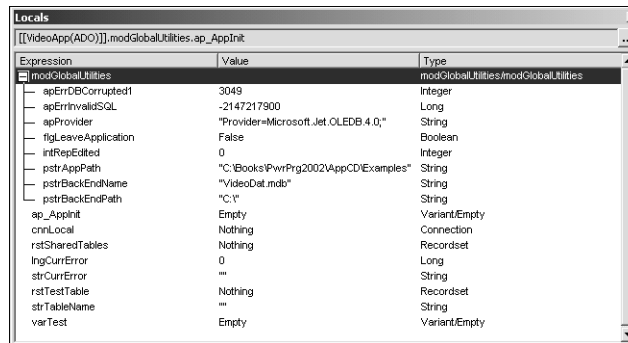 Locals
[[VideoApp(ADO)]].modGlobalUtilities.ap_AppInit ...
Expression Value Type
modGlobalUtilities modGlobalUtilities/modGlobalUtilities
apErrDBCorrupted1 3049 Integer
apErrInvalidSQL -2147217900 Long
apProvider "Provider=Microsoft.Jet.OLEDB.4.0;" String
flgLeaveApplication False Boolean
intRepEdited 0 Integer
pstrAppPath "C:\Books\PwrPrg2002\AppCD\Examples" String
pstrBackEndName "VideoDat.mdb" String
pstrBackEndPath "C:\" String
ap_AppInit Empty Variant/Empty
cnnLocal Nothing Connection
rstSharedTables Nothing Recordset
lngCurrError 0 Long
strCurrError "" String
rstTestTable Nothing Recordset
strTableName "" String
varTest Empty Variant/Empty